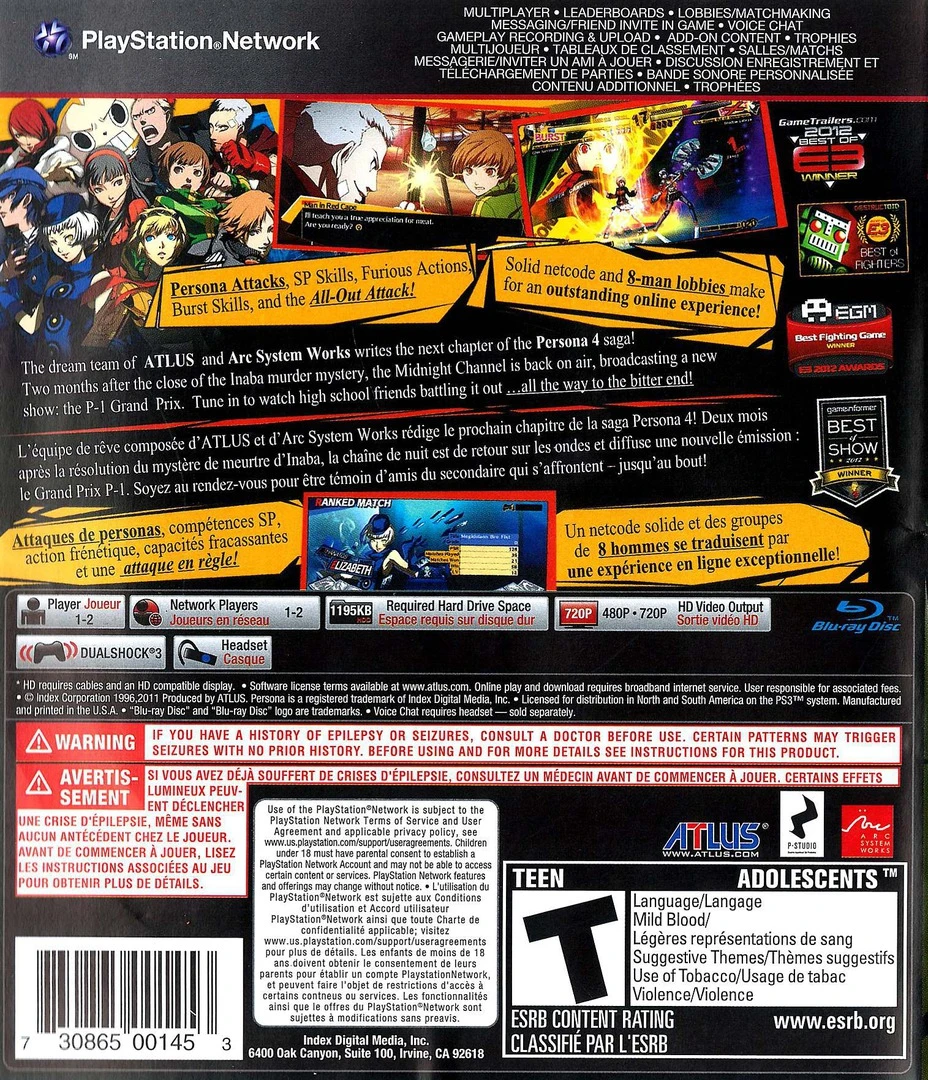 PlayStation®Network
SM
MULTIPLAYER • LEADERBOARDS • LOBBIES/MATCHMAKING
MESSAGING/FRIEND INVITE IN GAME • VOICE CHAT
GAMEPLAY RECORDING & UPLOAD • ADD-ON CONTENT • TROPHIES
MULTIJOUEUR • TABLEAUX DE CLASSEMENT • SALLES/MATCHS
MESSAGERIE/INVITER UN AMI À JOUER • DISCUSSION ENREGISTREMENT ET
TÉLÉCHARGEMENT DE PARTIES • BANDE SONORE PERSONNALISÉE
CONTENU ADDITIONNEL • TROPHÉES
Man In Red Cape
I'll teach you a true appreciation for meat.
Are you ready?
BURST
GameTrailers.com
2012
BEST OF
E3
WINNER
DESTRUCTOID
E3
BEST of
FIGHTERS
Persona Attacks, SP Skills, Furious Actions,
Burst Skills, and the All-Out Attack!
Solid netcode and 8-man lobbies make
for an outstanding online experience!
EGM
Best Fighting Game
WINNER
E3 2012 AWARDS
The dream team of ATLUS and Arc System Works writes the next chapter of the Persona 4 saga!
Two months after the close of the Inaba murder mystery, the Midnight Channel is back on air, broadcasting a new
show: the P-1 Grand Prix. Tune in to watch high school friends battling it out …all the way to the bitter end!
gameinformer
BEST
of
SHOW
2012
WINNER
L'équipe de rêve composée d'ATLUS et d'Arc System Works rédige le prochain chapitre de la saga Persona 4! Deux mois
après la résolution du mystère de meurtre d'Inaba, la chaîne de nuit est de retour sur les ondes et diffuse une nouvelle émission :
le Grand Prix P-1. Soyez au rendez-vous pour être témoin d'amis du secondaire qui s'affrontent – jusqu'au bout!
Attaques de personas, compétences SP,
action frénétique, capacités fracassantes
et une attaque en règle!
RANKED MATCH
ELIZABETH
Un netcode solide et des groupes
de 8 hommes se traduisent par
une expérience en ligne exceptionnelle!
Player Joueur
1-2
Network Players
Joueurs en réseau
1-2
1195KB
HDD
Required Hard Drive Space
Espace requis sur disque dur
720P
480P • 720P
HD Video Output
Sortie vidéo HD
Blu-ray Disc™
DUALSHOCK®3
Headset
Casque
* HD requires cables and an HD compatible display. • Software license terms available at www.atlus.com. Online play and download requires broadband internet service. User responsible for associated fees.
• © Index Corporation 1996,2011 Produced by ATLUS. Persona is a registered trademark of Index Digital Media, Inc. • Licensed for distribution in North and South America on the PS3™ system. Manufactured
and printed in the U.S.A. • "Blu-ray Disc" and "Blu-ray Disc" logo are trademarks. • Voice Chat requires headset — sold separately.
WARNING
IF YOU HAVE A HISTORY OF EPILEPSY OR SEIZURES, CONSULT A DOCTOR BEFORE USE. CERTAIN PATTERNS MAY TRIGGER
SEIZURES WITH NO PRIOR HISTORY. BEFORE USING AND FOR MORE DETAILS SEE INSTRUCTIONS FOR THIS PRODUCT.
AVERTIS-
SEMENT
SI VOUS AVEZ DÉJÀ SOUFFERT DE CRISES D'ÉPILEPSIE, CONSULTEZ UN MÉDECIN AVANT DE COMMENCER À JOUER. CERTAINS EFFETS
LUMINEUX PEUV-
ENT DÉCLENCHER
UNE CRISE D'ÉPILEPSIE, MÊME SANS
AUCUN ANTÉCÉDENT CHEZ LE JOUEUR.
AVANT DE COMMENCER À JOUER, LISEZ
LES INSTRUCTIONS ASSOCIÉES AU JEU
POUR OBTENIR PLUS DE DÉTAILS.
Use of the PlayStation®Network is subject to the
PlayStation Network Terms of Service and User
Agreement and applicable privacy policy, see
www.us.playstation.com/support/useragreements. Children
under 18 must have parental consent to establish a
PlayStation Network Account and may not be able to access
certain content or services. PlayStation Network features
and offerings may change without notice. • L'utilisation du
PlayStation®Network est sujette aux Conditions
d'utilisation et Accord utilisateur
PlayStation®Network ainsi que toute Charte de
confidentialité applicable; visitez
www.us.playstation.com/support/useragreements
pour plus de détails. Les enfants de moins de 18
ans doivent obtenir le consentement de leurs
parents pour établir un compte PlaystationNetwork,
et peuvent faire l'objet de restrictions d'accès à
certains contneus ou services. Les fonctionnalités
ainsi que le offres du PlayStation®Network sont
sujettes à modifications sans preavis.
ATLUS®
WWW.ATLUS.COM
P-STUDIO
ARC
SYSTEM
WORKS
TEEN
ADOLESCENTS™
T
Language/Langage
Mild Blood/
Légères représentations de sang
Suggestive Themes/Thèmes suggestifs
Use of Tobacco/Usage de tabac
Violence/Violence
ESRB CONTENT RATING
www.esrb.org
CLASSIFIÉ PAR L'ESRB
7 30865 00145 3
Index Digital Media, Inc.
6400 Oak Canyon, Suite 100, Irvine, CA 92618